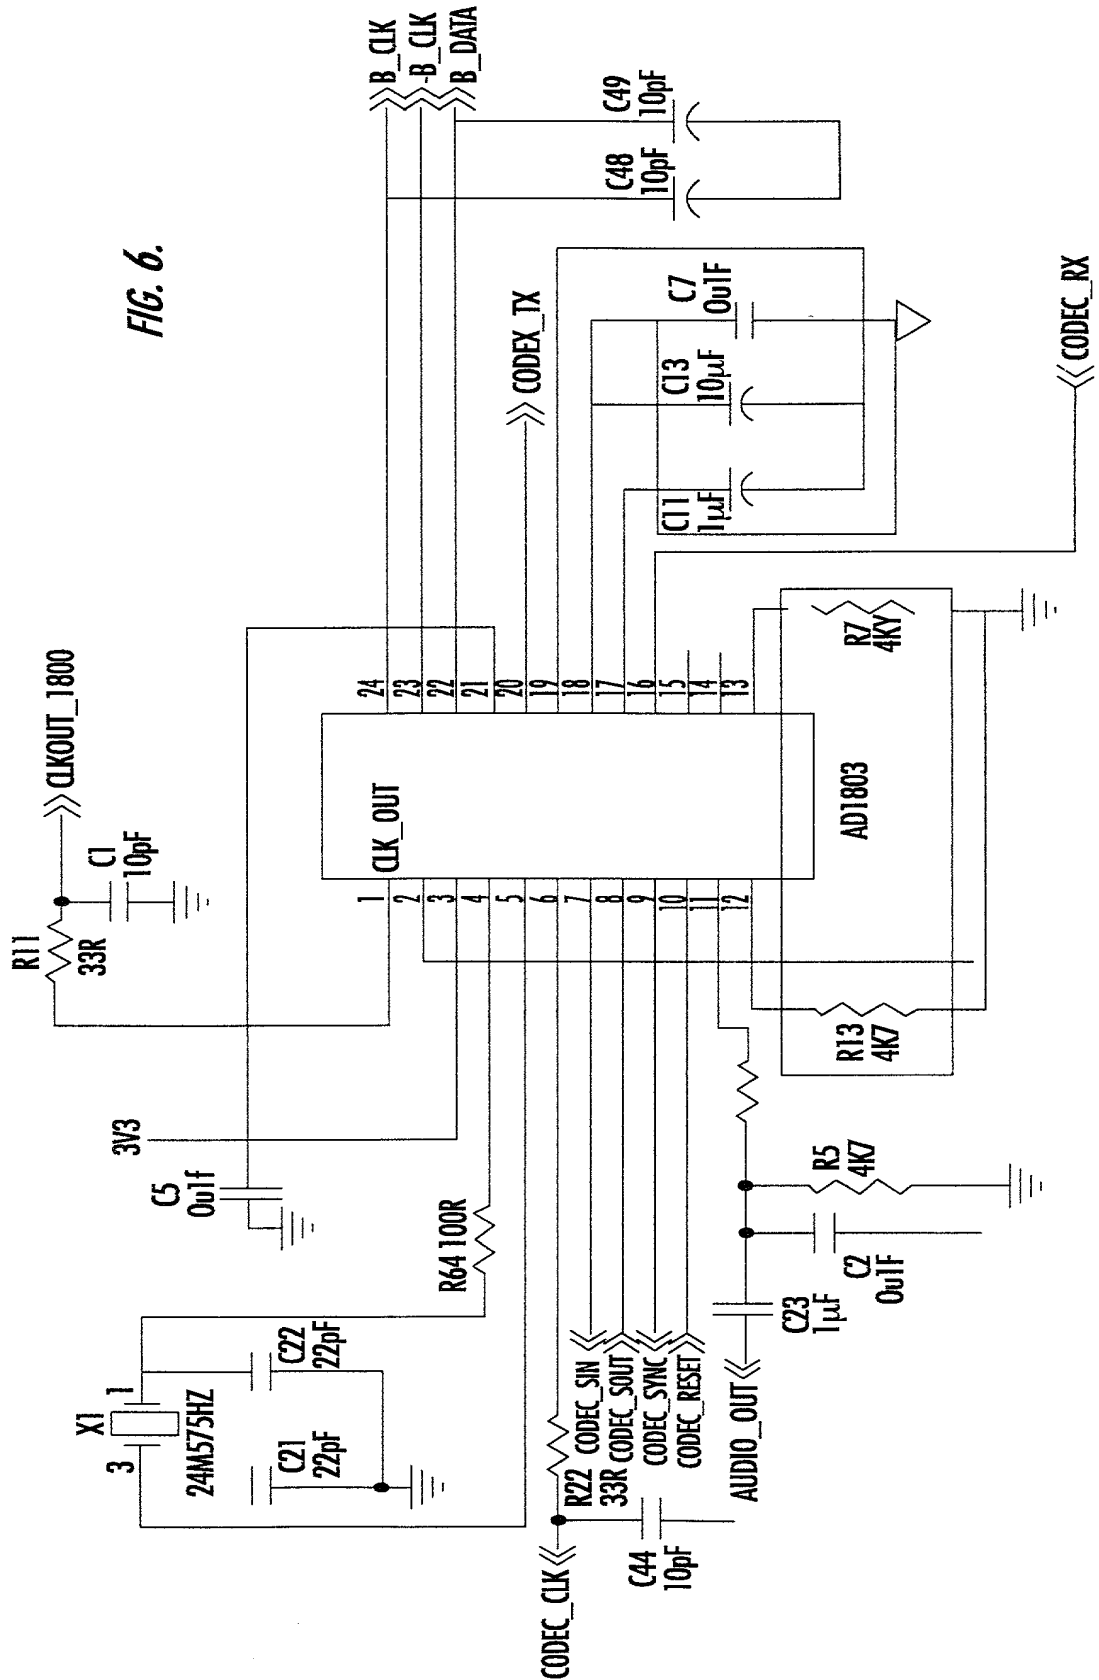 FIG. 6.
X1
3
1
24M575HZ
C21
22pF
C22
22pF
C5
0u1f
3V3
R11
33R
C1
10pF
CLKOUT_1800
R64 100R
CLK_OUT
AD1803
1
2
3
4
5
6
7
8
9
10
11
12
24
23
22
21
20
19
18
17
16
15
14
13
B_CLK
-B_CLK
B_DATA
C48
10pF
C49
10pF
CODEX_TX
C11
1µF
C13
10µF
C7
0u1F
CODEC_RX
R7
4KY
R13
4K7
R5
4K7
C2
0u1F
C23
1µF
AUDIO_OUT
CODEC_SIN
CODEC_SOUT
CODEC_SYNC
CODEC_RESET
R22
33R
C44
10pF
CODEC_CLK